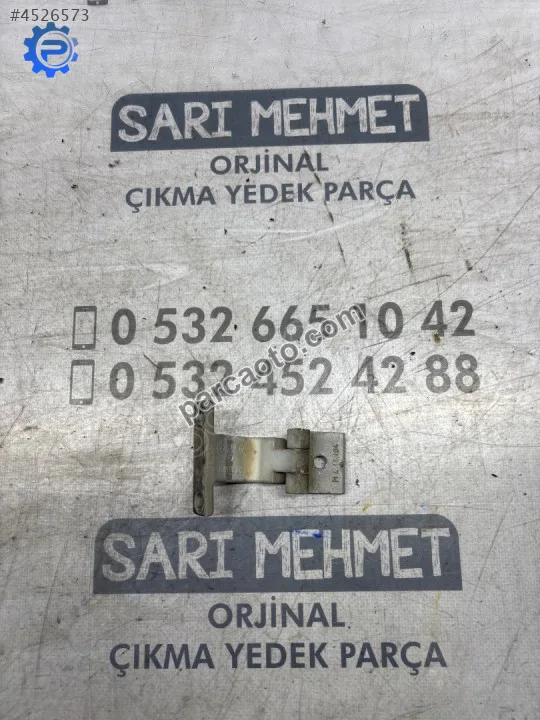 #4526573
SARI MEHMET
ORJİNAL
ÇIKMA YEDEK PARÇA
0 532 665 10 42
0 532 452 42 88
parcaoto.com
SARI MEHMET
ORJİNAL
ÇIKMA YEDEK PARÇA